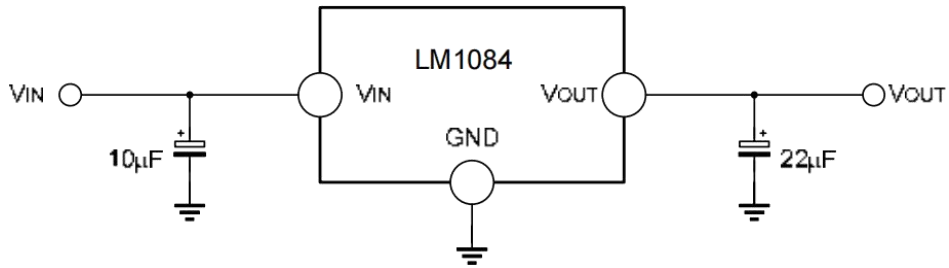 LM1084
VIN
VIN
VOUT
VOUT
GND
+
10µF
+
22µF